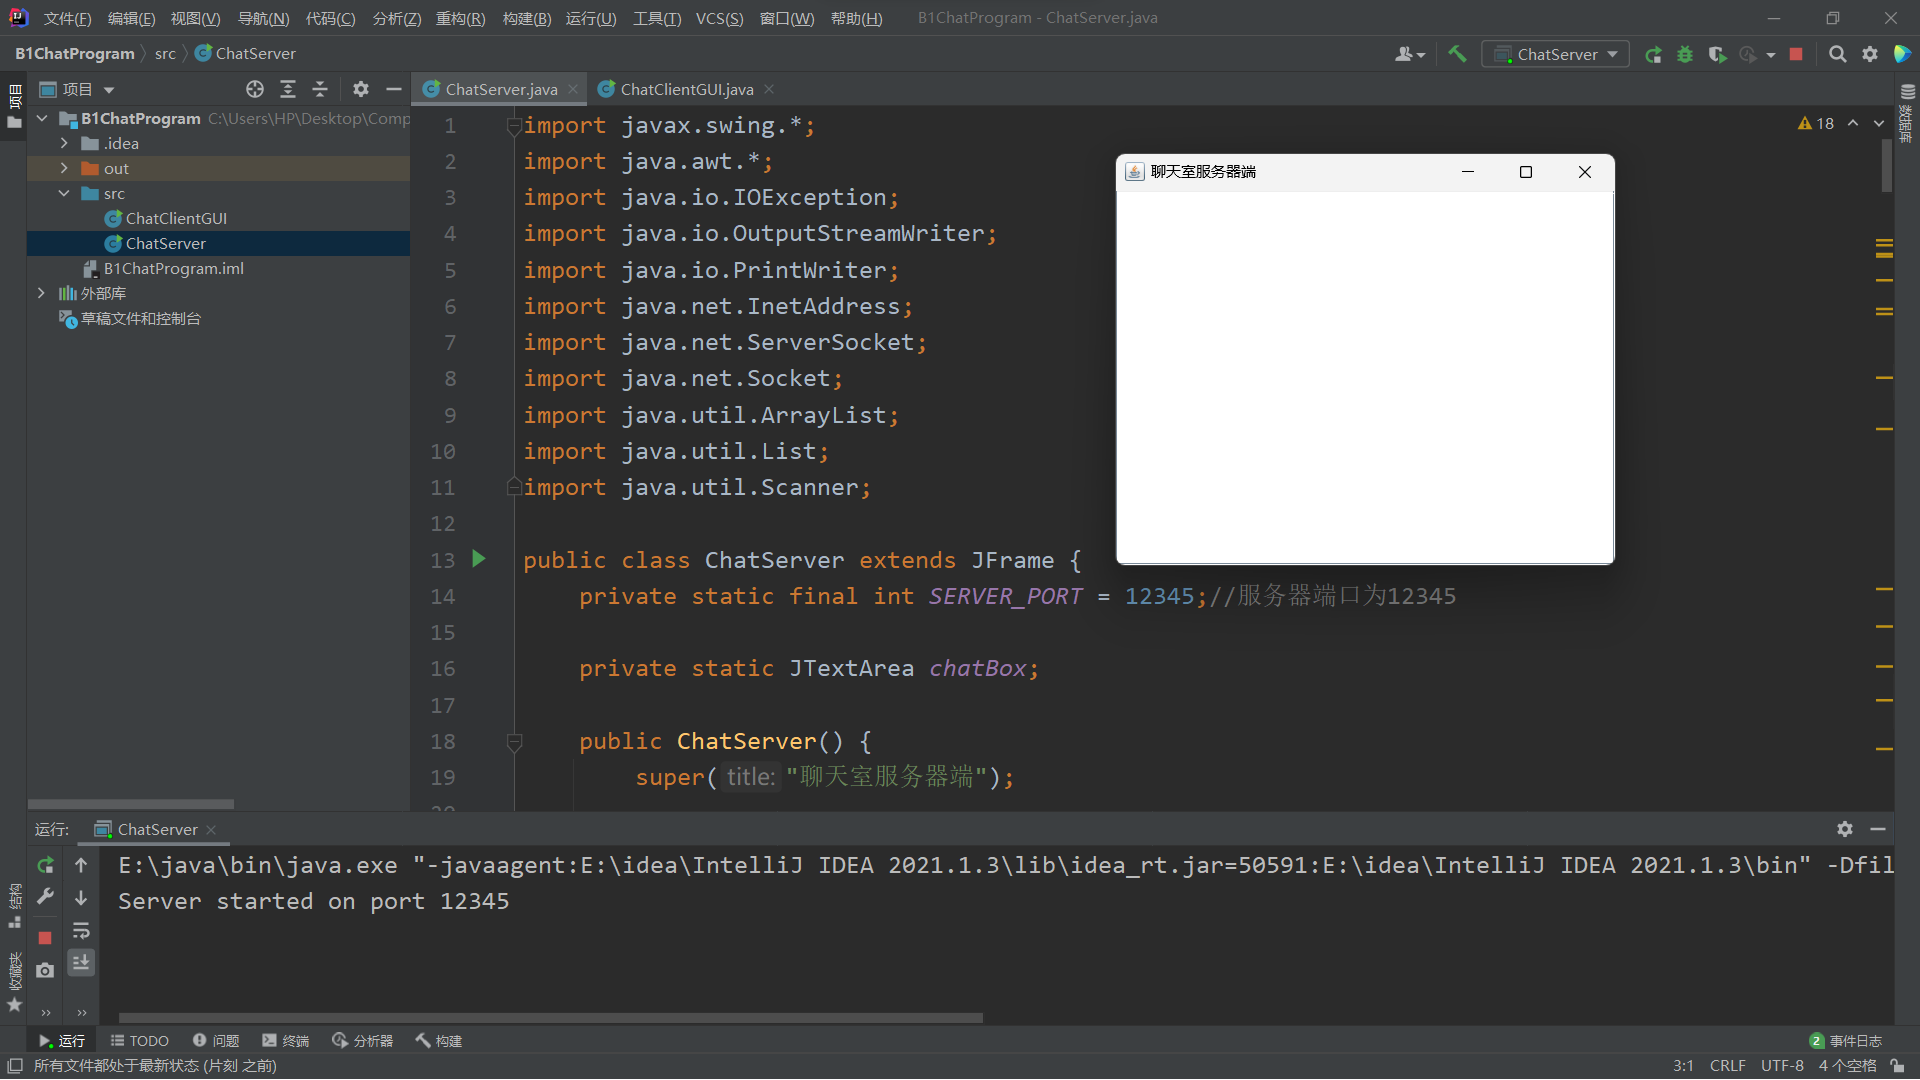 文件(F) 编辑(E) 视图(V) 导航(N) 代码(C) 分析(Z) 重构(R) 构建(B) 运行(U) 工具(T) VCS(S) 窗口(W) 帮助(H) B1ChatProgram - ChatServer.java
B1ChatProgram src ChatServer
ChatServer
项目
项目
ChatServer.java ChatClientGUI.java
B1ChatProgram C:\Users\HP\Desktop\Comp
.idea
out
src
ChatClientGUI
ChatServer
B1ChatProgram.iml
外部库
草稿文件和控制台
18
数据库
1 import javax.swing.*;
2 import java.awt.*;
3 import java.io.IOException;
4 import java.io.OutputStreamWriter;
5 import java.io.PrintWriter;
6 import java.net.InetAddress;
7 import java.net.ServerSocket;
8 import java.net.Socket;
9 import java.util.ArrayList;
10 import java.util.List;
11 import java.util.Scanner;
12
13 public class ChatServer extends JFrame {
14 private static final int SERVER_PORT = 12345;//服务器端口为12345
15
16 private static JTextArea chatBox;
17
18 public ChatServer() {
19 super( title: "聊天室服务器端");
聊天室服务器端
运行: ChatServer
E:\java\bin\java.exe "-javaagent:E:\idea\IntelliJ IDEA 2021.1.3\lib\idea_rt.jar=50591:E:\idea\IntelliJ IDEA 2021.1.3\bin" -Dfil
Server started on port 12345
结构
收藏夹
运行 TODO 问题 终端 分析器 构建 2 事件日志
所有文件都处于最新状态 (片刻 之前) 3:1 CRLF UTF-8 4 个空格